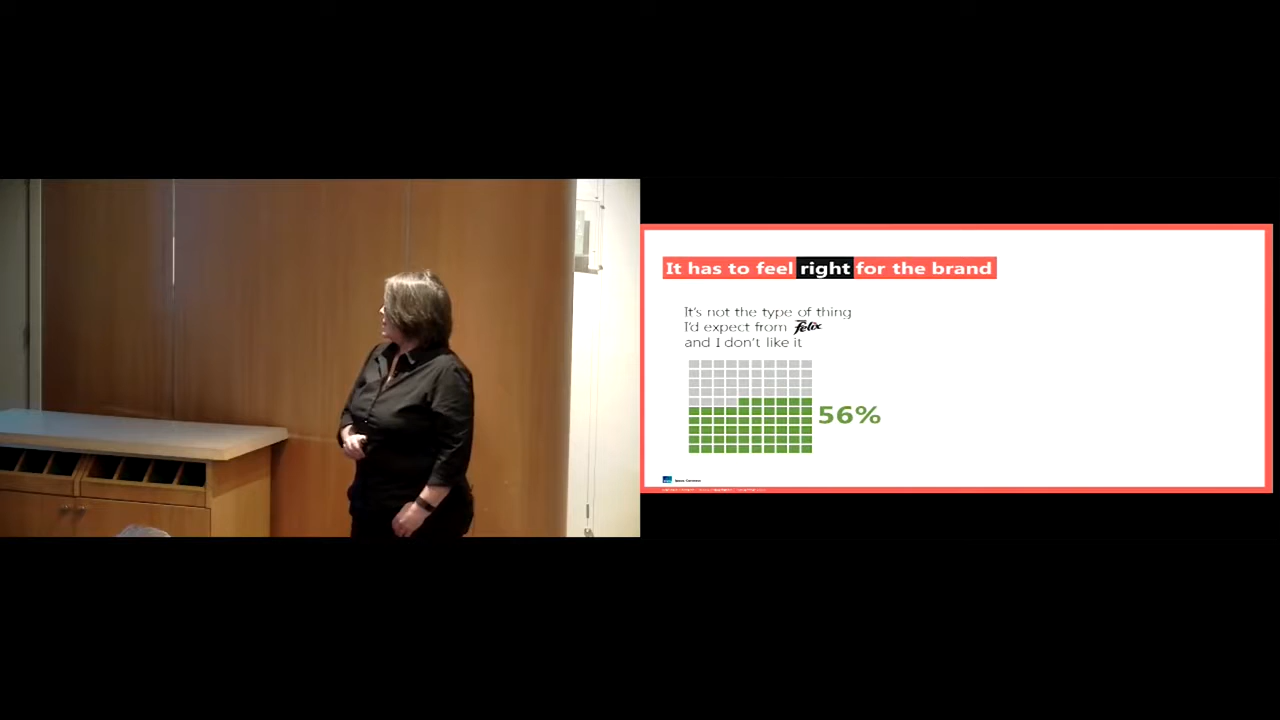 It has to feel right for the brand
It's not the type of thing
I'd expect from Felix
and I don't like it
56%